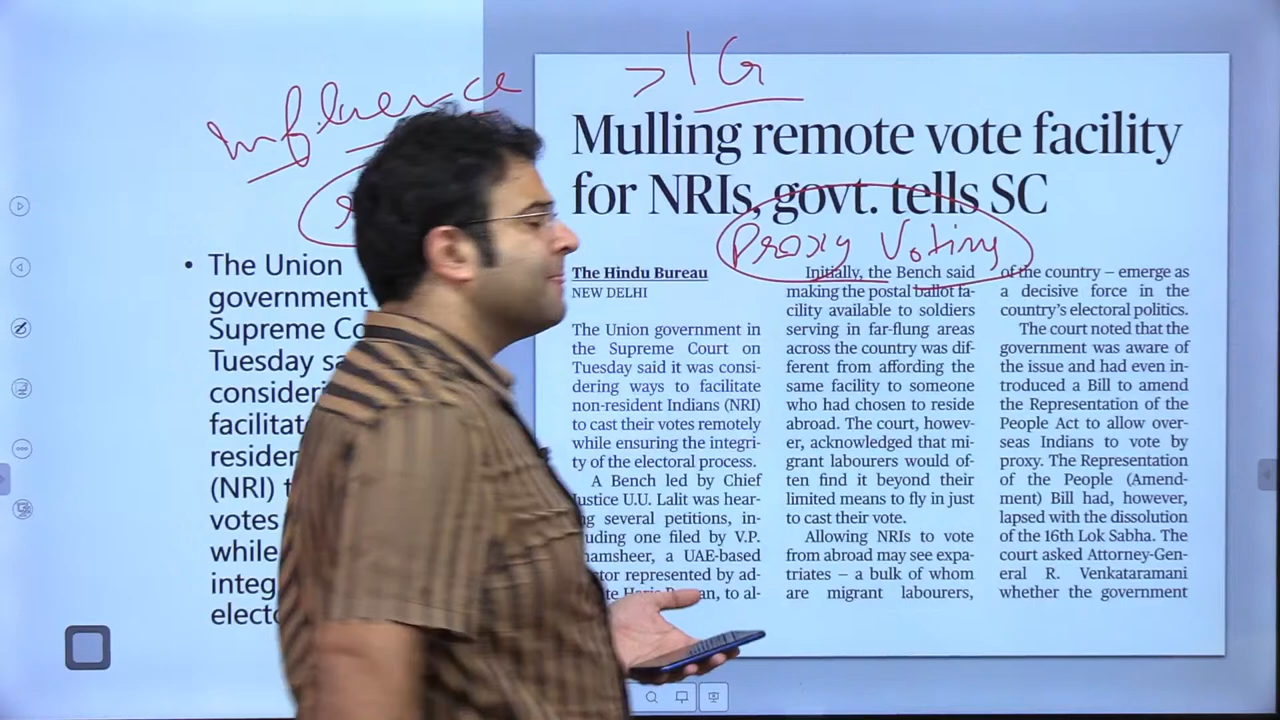 Influence
> 1 G
Mulling remote vote facility
for NRIs, govt. tells SC
Proxy Voting
• The Union
government
Supreme Co
Tuesday sa
consideri
facilitat
residen
(NRI) t
votes
while
integ
electo
The Hindu Bureau
NEW DELHI
The Union government in
the Supreme Court on
Tuesday said it was consi-
dering ways to facilitate
non-resident Indians (NRI)
to cast their votes remotely
while ensuring the integri-
ty of the electoral process.
A Bench led by Chief
Justice U.U. Lalit was hear-
ng several petitions, in-
uding one filed by V.P.
hamsheer, a UAE-based
ctor represented by ad-
te Haris an, to al-
Initially, the Bench said
making the postal ballot fa-
cility available to soldiers
serving in far-flung areas
across the country was dif-
ferent from affording the
same facility to someone
who had chosen to reside
abroad. The court, howev-
er, acknowledged that mi-
grant labourers would of-
ten find it beyond their
limited means to fly in just
to cast their vote.
Allowing NRIs to vote
from abroad may see expa-
triates – a bulk of whom
are migrant labourers,
of the country – emerge as
a decisive force in the
country's electoral politics.
The court noted that the
government was aware of
the issue and had even in-
troduced a Bill to amend
the Representation of the
People Act to allow over-
seas Indians to vote by
proxy. The Representation
of the People (Amend-
ment) Bill had, however,
lapsed with the dissolution
of the 16th Lok Sabha. The
court asked Attorney-Gen-
eral R. Venkataramani
whether the government